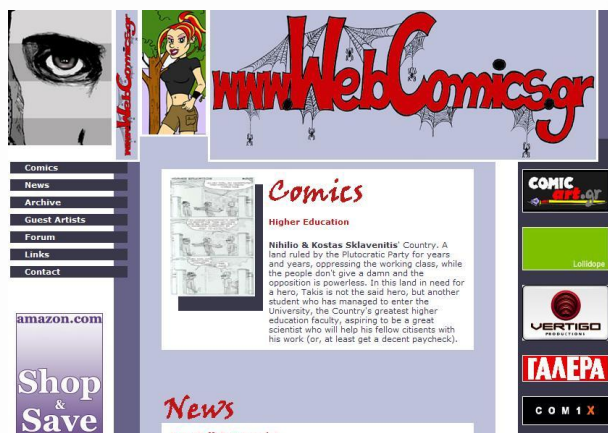 www.WebComics.gr
www.WebComics.gr
Comics
News
Archive
Guest Artists
Forum
Links
Contact
amazon.com
Shop
&
Save
Comics
Higher Education
Nihilio & Kostas Sklavenitis' Country. A
land ruled by the Plutocratic Party for years
and years, oppressing the working class, while
the people don't give a damn and the
opposition is powerless. In this land in need for
a hero, Takis is not the said hero, but another
student who has managed to enter the
University, the Country's greatest higher
education faculty, aspiring to be a great
scientist who will help his fellow citisents with
his work (or, at least get a decent paycheck).
News
COMIC
art.gr
Lollidope
VERTIGO
PRODUCTIONS
ΓΑΛΕΡΑ
COM1X